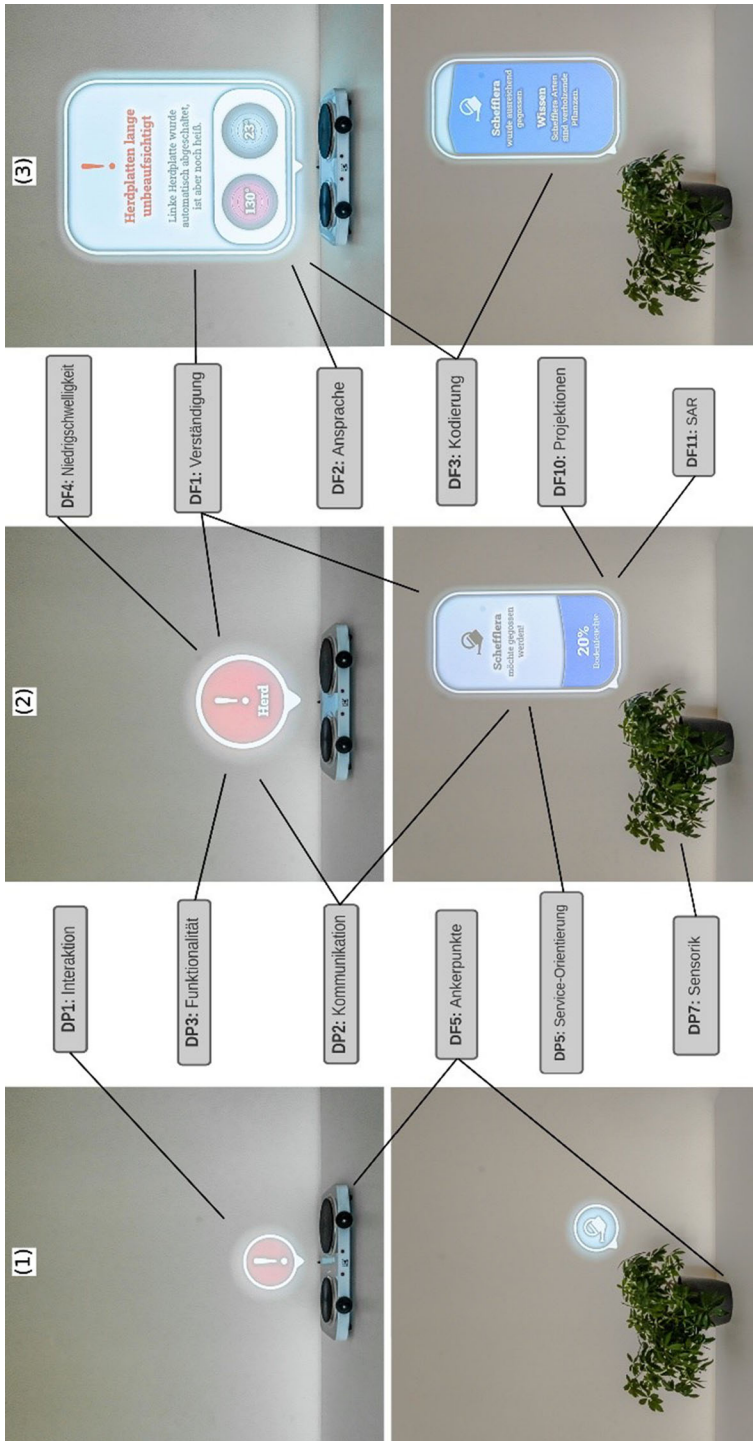 (1)
DP1: Interaktion
DP3: Funktionalität
DP2: Kommunikation
DF5: Ankerpunkte
DP5: Service-Orientierung
DP7: Sensorik
(2)
Herd
Schefflera
möchte gegossen
werden!
20%
Bodenfeuchte
DF4: Niedrigschwelligkeit
DF1: Verständigung
DF2: Ansprache
DF3: Kodierung
DF10: Projektionen
DF11: SAR
(3)
Herdplatten lange
unbeaufsichtigt
Linke Herdplatte wurde
automatisch abgeschaltet,
ist aber noch heiß.
130° 23°
Schefflera
wurde ausreichend
gegossen.
Wissen
Schefflera-Arten
sind verholzende
Pflanzen.